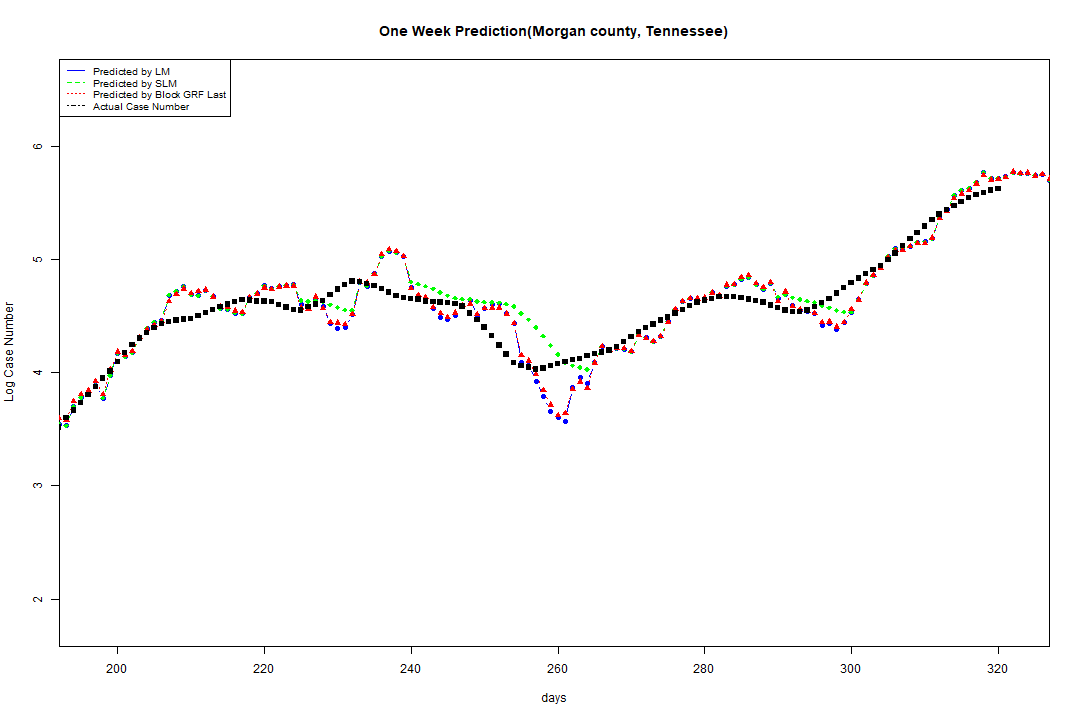 One Week Prediction(Morgan county, Tennessee)
Predicted by LM
Predicted by SLM
Predicted by Block GRF Last
Actual Case Number
6
5
4
3
2
Log Case Number
200 220 240 260 280 300 320
days